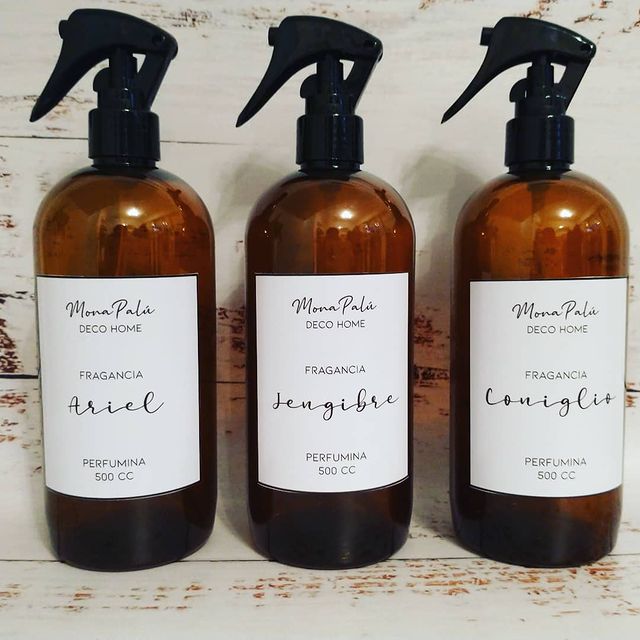 MonaPalú
DECO HOME
FRAGANCIA
Ariel
PERFUMINA
500 CC
MonaPalú
DECO HOME
FRAGANCIA
Jengibre
PERFUMINA
500 CC
MonaPalú
DECO HOME
FRAGANCIA
Coniglio
PERFUMINA
500 CC